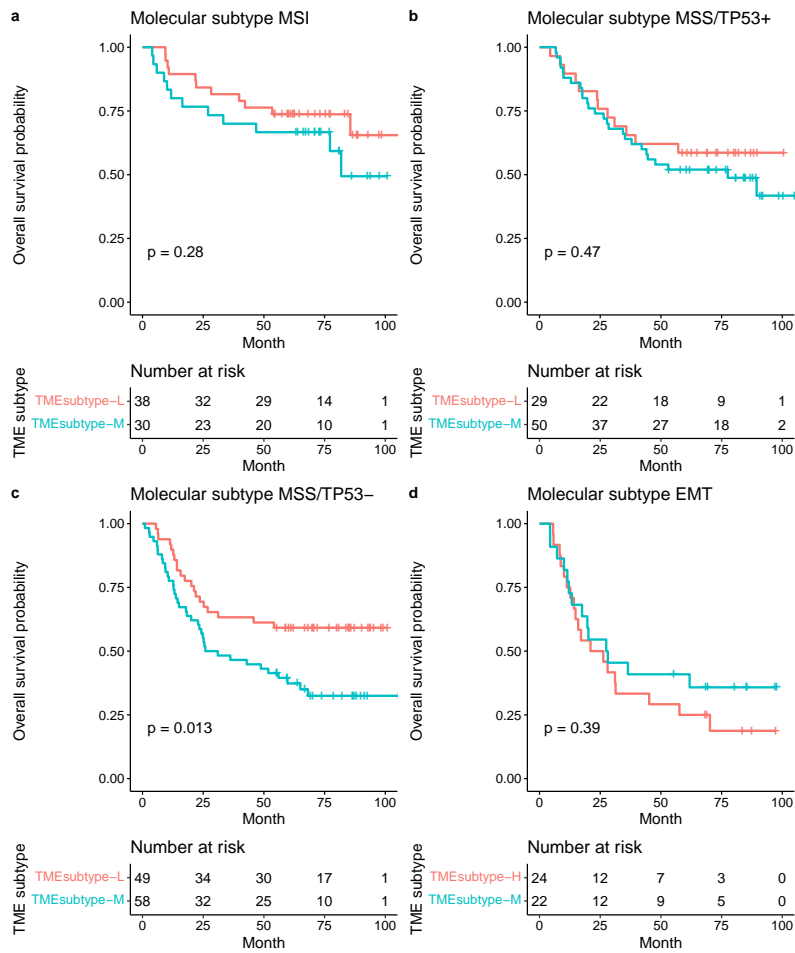 a
Molecular subtype MSI
Overall survival probability
1.00
0.75
0.50
0.25
0.00
p = 0.28
0 25 50 75 100
Month
Number at risk
TME subtype
TMEsubtype−L 38 32 29 14 1
TMEsubtype−M 30 23 20 10 1
0 25 50 75 100
Month
b
Molecular subtype MSS/TP53+
Overall survival probability
1.00
0.75
0.50
0.25
0.00
p = 0.47
0 25 50 75 100
Month
Number at risk
TME subtype
TMEsubtype−L 29 22 18 9 1
TMEsubtype−M 50 37 27 18 2
0 25 50 75 100
Month
c
Molecular subtype MSS/TP53−
Overall survival probability
1.00
0.75
0.50
0.25
0.00
p = 0.013
0 25 50 75 100
Month
Number at risk
TME subtype
TMEsubtype−L 49 34 30 17 1
TMEsubtype−M 58 32 25 10 1
0 25 50 75 100
Month
d
Molecular subtype EMT
Overall survival probability
1.00
0.75
0.50
0.25
0.00
p = 0.39
0 25 50 75 100
Month
Number at risk
TME subtype
TMEsubtype−H 24 12 7 3 0
TMEsubtype−M 22 12 9 5 0
0 25 50 75 100
Month